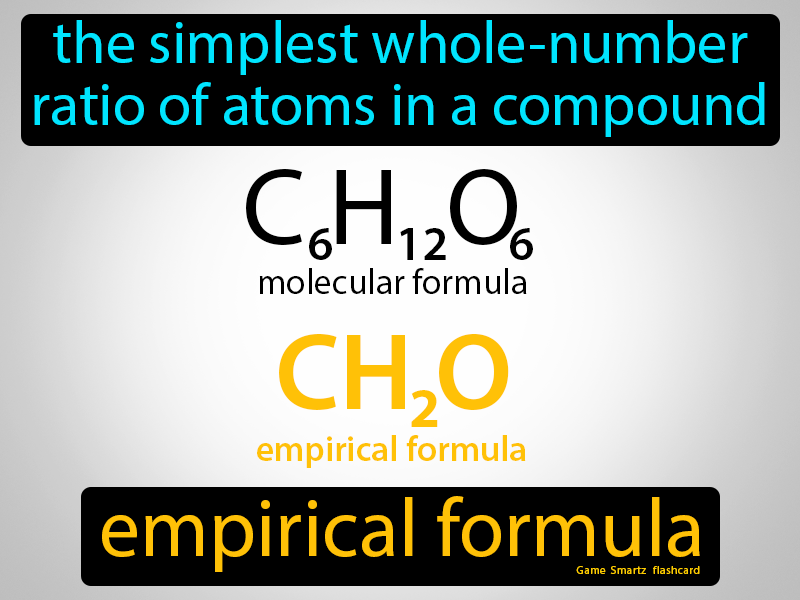 the simplest whole-number
ratio of atoms in a compound
C₆H₁₂O₆
molecular formula
CH₂O
empirical formula
empirical formula
Game Smartz flashcard